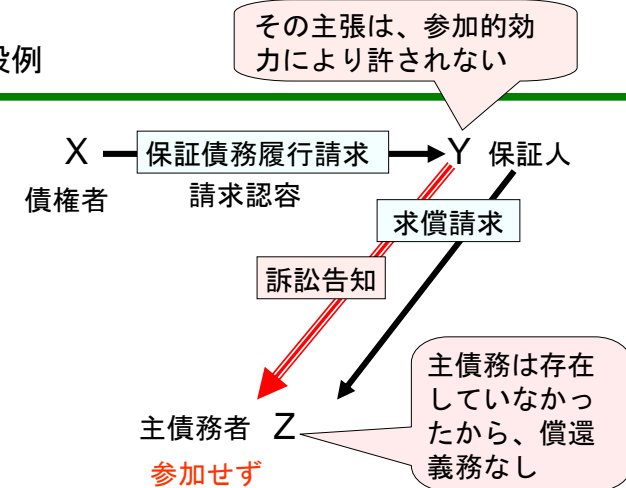 その主張は、参加的効
力により許されない
設例
X 保証債務履行請求 Y 保証人
債権者 請求認容
求償請求
訴訟告知
主債務は存在
していなかっ
たから、償還
義務なし
主債務者 Z
参加せず